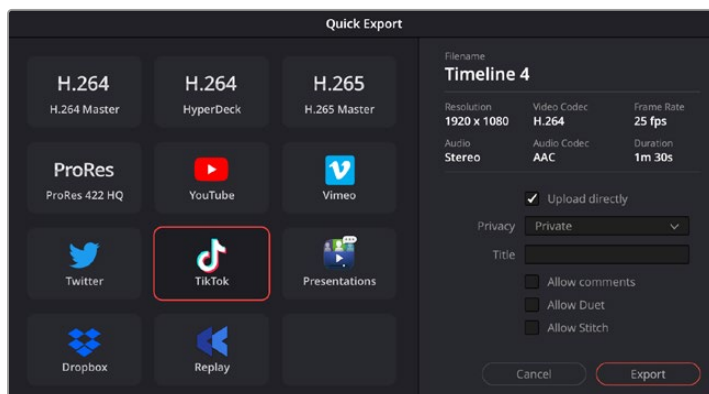 Quick Export
H.264
H.264 Master
H.264
HyperDeck
H.265
H.265 Master
ProRes
ProRes 422 HQ
YouTube
Vimeo
Twitter
TikTok
Presentations
Dropbox
Replay
Filename
Timeline 4
Resolution Video Codec Frame Rate
1920 x 1080 H.264 25 fps
Audio Audio Codec Duration
Stereo AAC 1m 30s
Upload directly
Privacy Private
Title
Allow comments
Allow Duet
Allow Stitch
Cancel Export